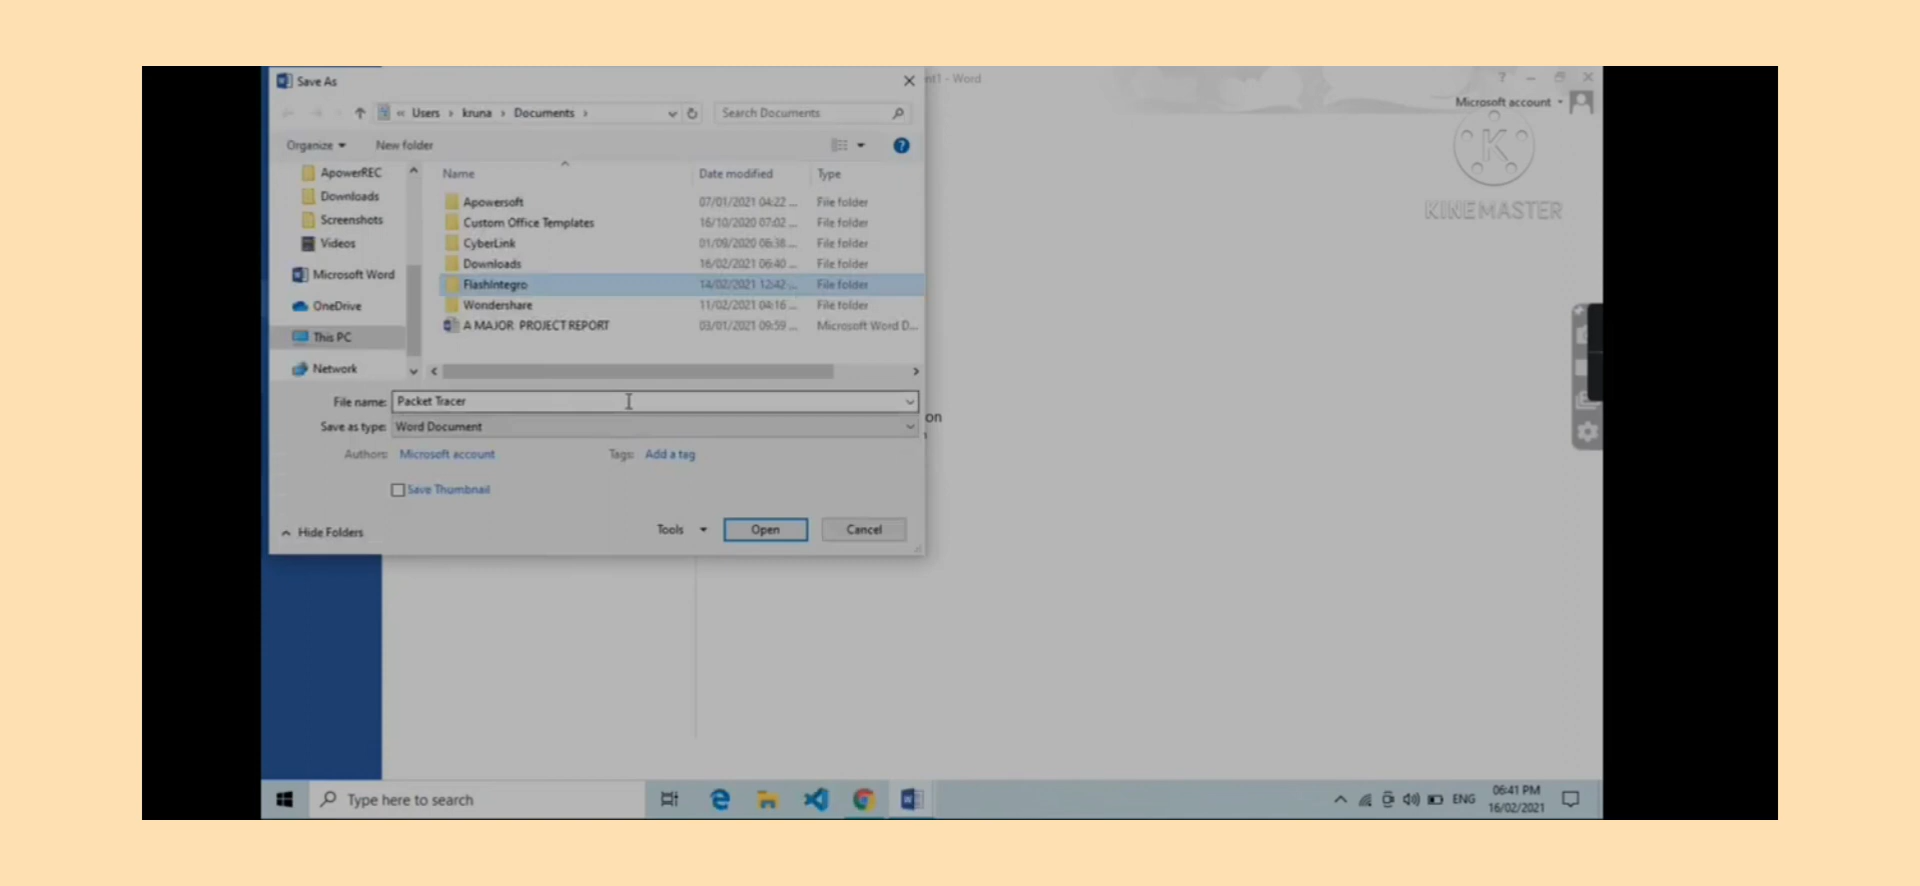 Save As
nt1 - Word
Microsoft account
« Users › kruna › Documents ›
Search Documents
Organize
New folder
KINEMASTER
Name
Date modified
Type
ApowerREC
Downloads
Screenshots
Videos
Microsoft Word
OneDrive
This PC
Network
Apowersoft 07/01/2021 04:22 ... File folder
Custom Office Templates 16/10/2020 07:02 ... File folder
CyberLink 01/09/2020 06:38 ... File folder
Downloads 16/02/2021 06:40 ... File folder
FlashIntegro 14/02/2021 12:42 ... File folder
Wondershare 11/02/2021 04:16 ... File folder
A MAJOR PROJECT REPORT 03/01/2021 09:59 ... Microsoft Word D...
File name: Packet Tracer
on
Save as type: Word Document
Authors: Microsoft account
Tags: Add a tag
Save Thumbnail
Hide Folders
Tools
Open
Cancel
Type here to search
ENG
06:41 PM
16/02/2021